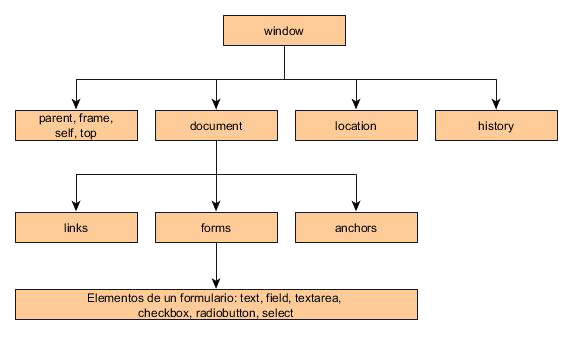 window
parent, frame,
self, top
document
location
history
links
forms
anchors
Elementos de un formulario: text, field, textarea,
checkbox, radiobutton, select